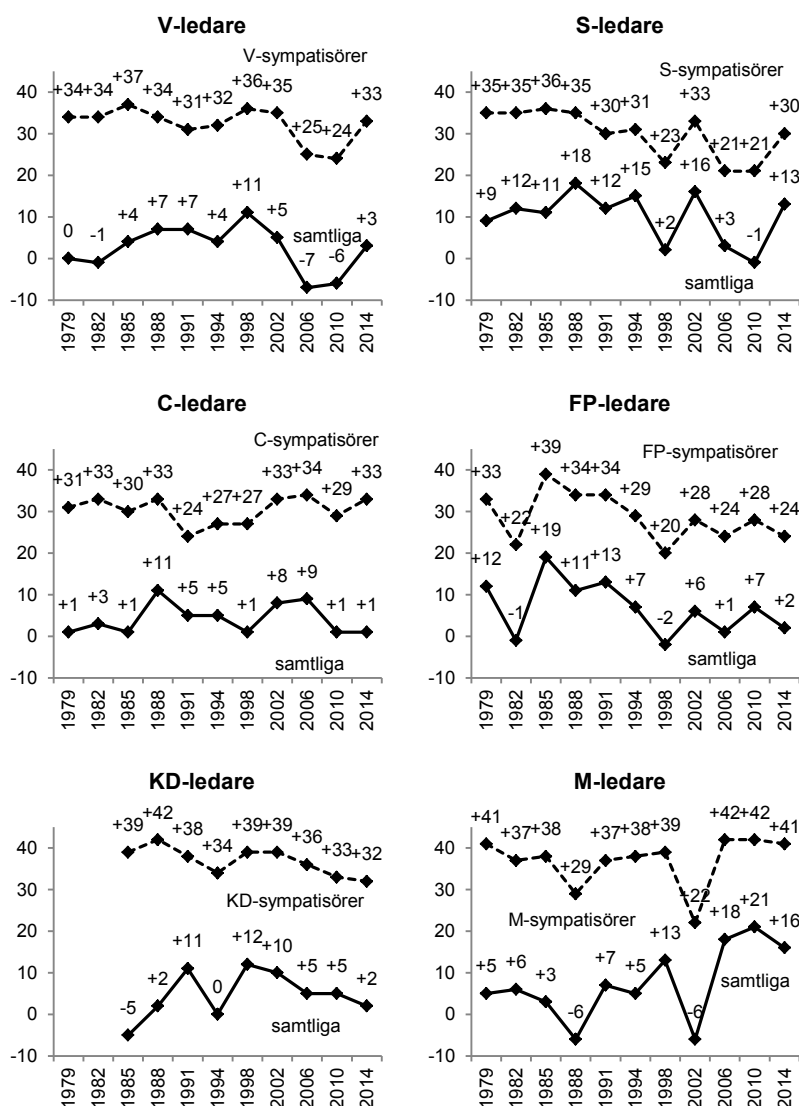 V-ledare
V-sympatisörer
+34 +34 +37 +34 +31 +32 +36 +35 +25 +24 +33
0 -1 +4 +7 +7 +4 +11 +5 -7 -6 +3
samtliga
40
30
20
10
0
-10
1979 1982 1985 1988 1991 1994 1998 2002 2006 2010 2014
S-ledare
S-sympatisörer
+35 +35 +36 +35 +30 +31 +23 +33 +21 +21 +30
+9 +12 +11 +18 +12 +15 +2 +16 +3 -1 +13
samtliga
40
30
20
10
0
-10
1979 1982 1985 1988 1991 1994 1998 2002 2006 2010 2014
C-ledare
C-sympatisörer
+31 +33 +30 +33 +24 +27 +27 +33 +34 +29 +33
+1 +3 +1 +11 +5 +5 +1 +8 +9 +1 +1
samtliga
40
30
20
10
0
-10
1979 1982 1985 1988 1991 1994 1998 2002 2006 2010 2014
FP-ledare
FP-sympatisörer
+33 +22 +39 +34 +34 +29 +20 +28 +24 +28 +24
+12 -1 +19 +11 +13 +7 -2 +6 +1 +7 +2
samtliga
40
30
20
10
0
-10
1979 1982 1985 1988 1991 1994 1998 2002 2006 2010 2014
KD-ledare
+39 +42 +38 +34 +39 +39 +36 +33 +32
KD-sympatisörer
-5 +2 +11 0 +12 +10 +5 +5 +2
samtliga
40
30
20
10
0
-10
1979 1982 1985 1988 1991 1994 1998 2002 2006 2010 2014
M-ledare
+41 +37 +38 +29 +37 +38 +39 +22 +42 +42 +41
M-sympatisörer
+5 +6 +3 -6 +7 +5 +13 -6 +18 +21 +16
samtliga
40
30
20
10
0
-10
1979 1982 1985 1988 1991 1994 1998 2002 2006 2010 2014